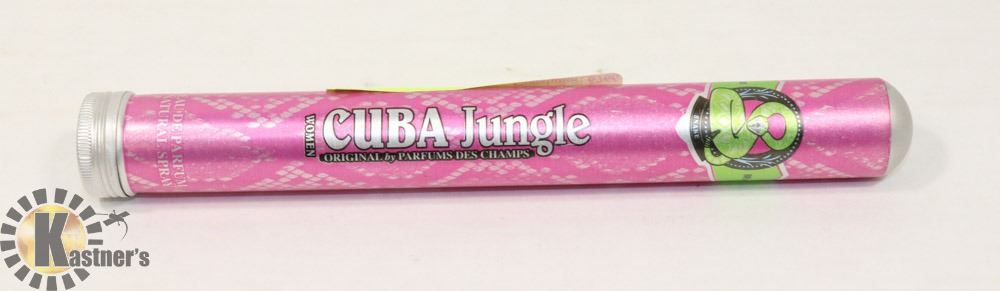 EAU DE PARFUM
NATURAL SPRAY
WOMEN
CUBA Jungle
ORIGINAL by PARFUMS DES CHAMPS
Kastner's